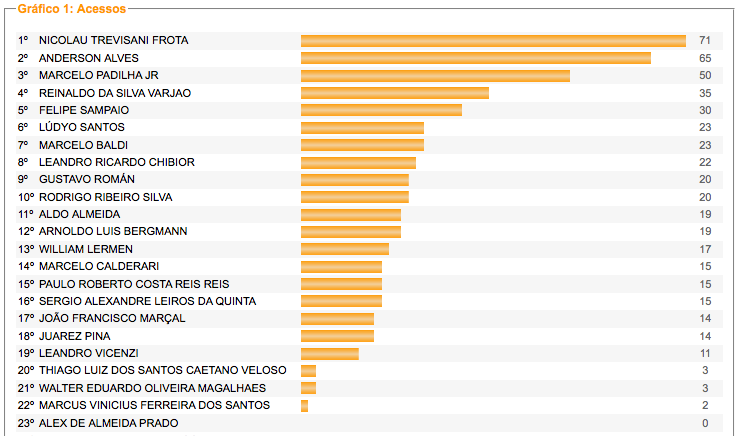 Gráfico 1: Acessos
1º NICOLAU TREVISANI FROTA 71
2º ANDERSON ALVES 65
3º MARCELO PADILHA JR 50
4º REINALDO DA SILVA VARJAO 35
5º FELIPE SAMPAIO 30
6º LÚDYO SANTOS 23
7º MARCELO BALDI 23
8º LEANDRO RICARDO CHIBIOR 22
9º GUSTAVO ROMÁN 20
10º RODRIGO RIBEIRO SILVA 20
11º ALDO ALMEIDA 19
12º ARNOLDO LUIS BERGMANN 19
13º WILLIAM LERMEN 17
14º MARCELO CALDERARI 15
15º PAULO ROBERTO COSTA REIS REIS 15
16º SERGIO ALEXANDRE LEIROS DA QUINTA 15
17º JOÃO FRANCISCO MARÇAL 14
18º JUAREZ PINA 14
19º LEANDRO VICENZI 11
20º THIAGO LUIZ DOS SANTOS CAETANO VELOSO 3
21º WALTER EDUARDO OLIVEIRA MAGALHAES 3
22º MARCUS VINICIUS FERREIRA DOS SANTOS 2
23º ALEX DE ALMEIDA PRADO 0